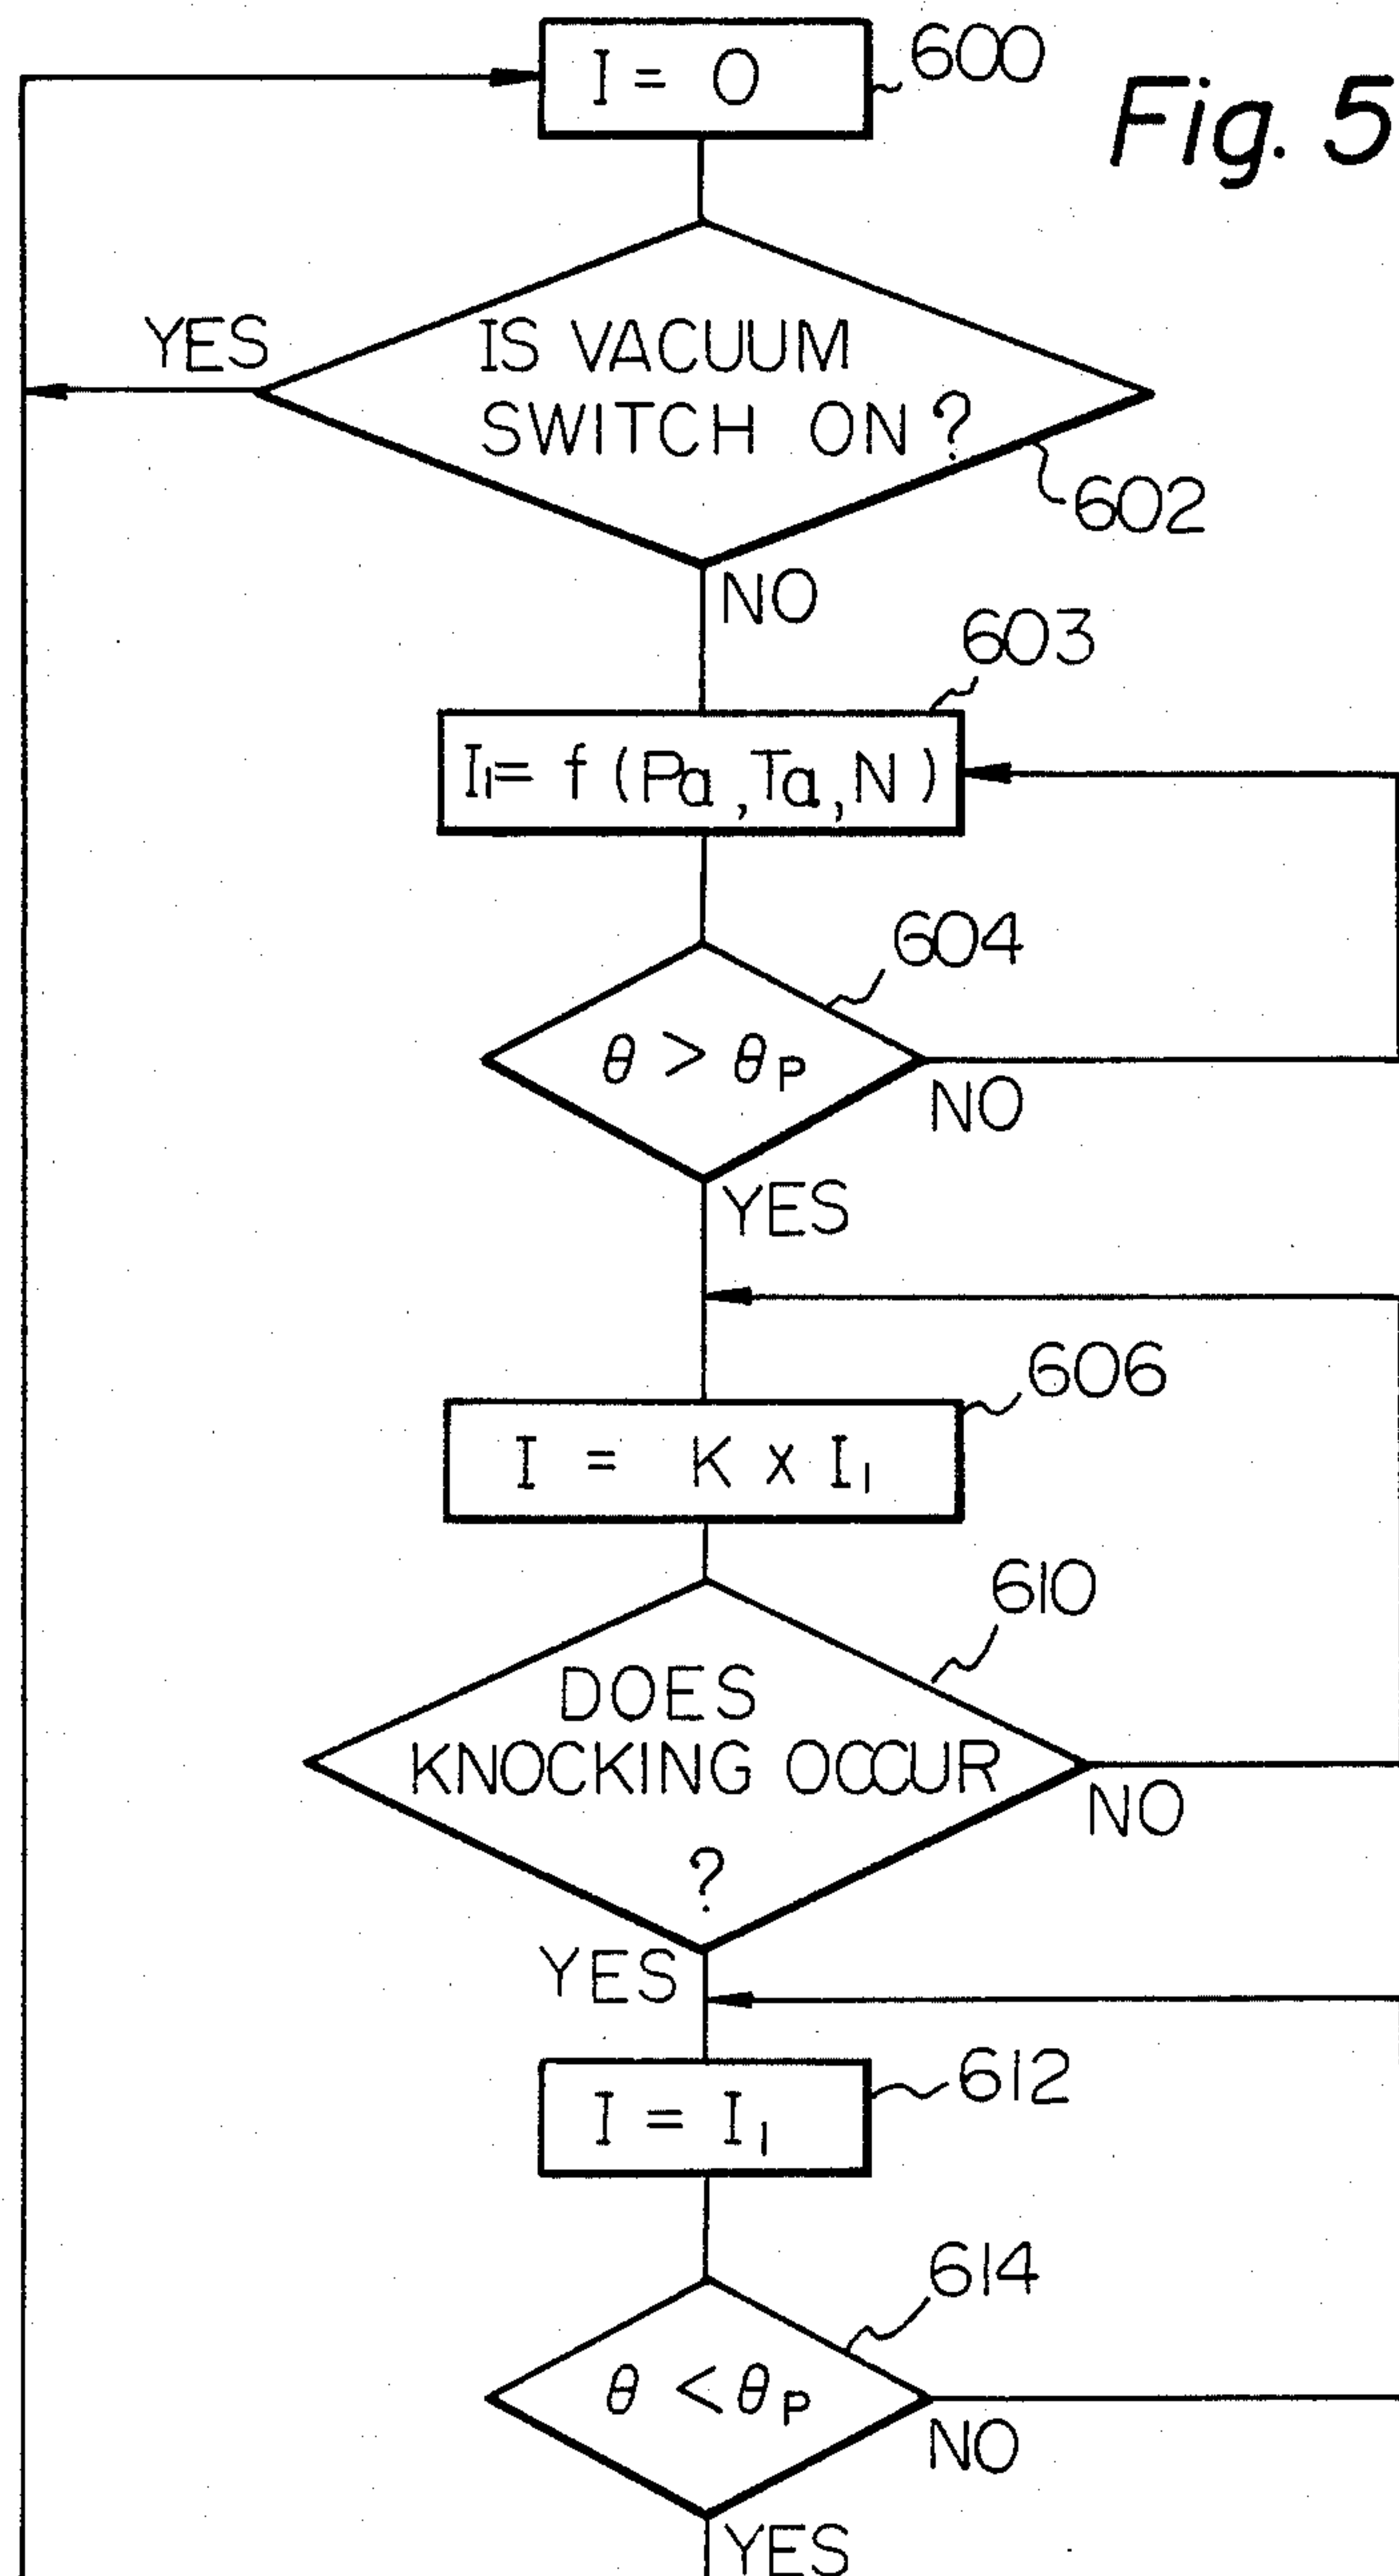 I = 0
600
Fig. 5
YES
IS VACUUM
SWITCH ON ?
602
NO
603
I₁= f (Pa ,Ta ,N )
604
θ > θP
NO
YES
606
I = K x I₁
610
DOES
KNOCKING OCCUR
?
NO
YES
612
I = I₁
614
θ < θP
NO
YES